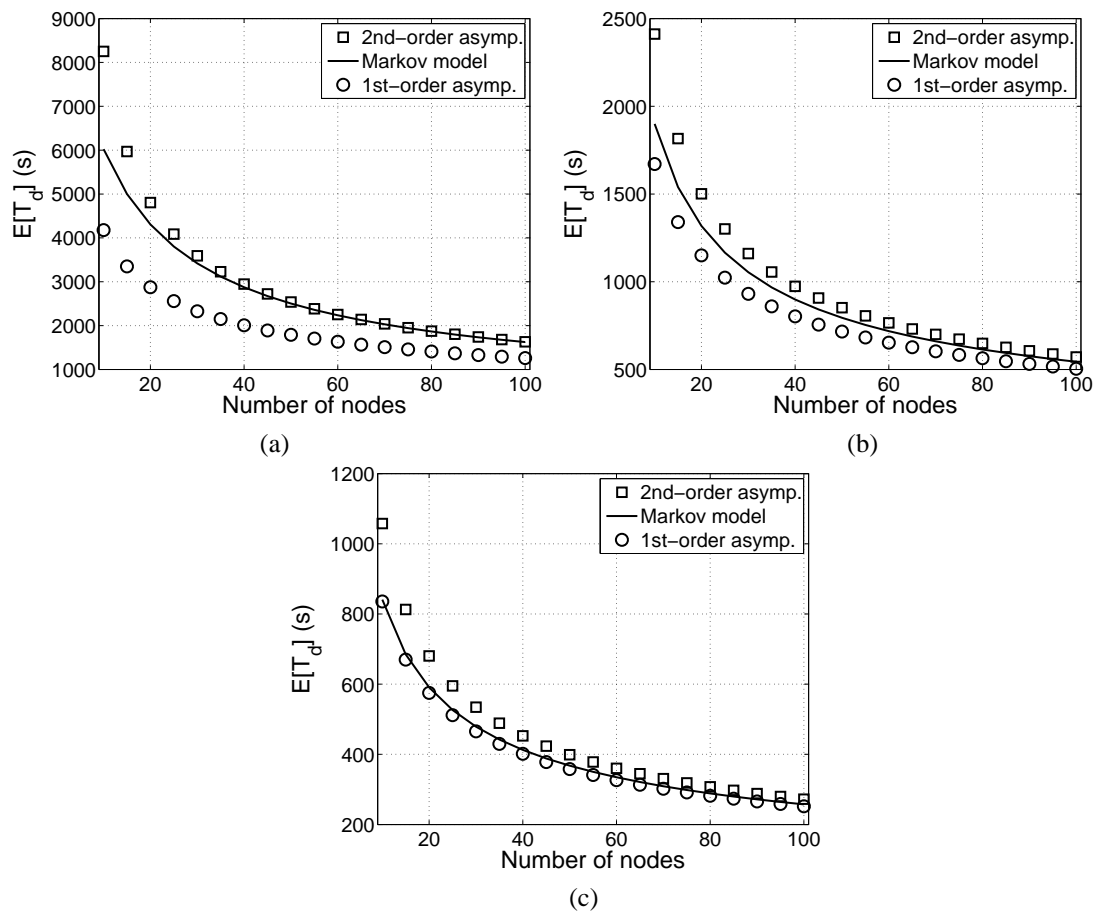 9000
8000
7000
6000
5000
4000
3000
2000
1000
E[T_d] (s)
20
40
60
80
100
Number of nodes
2nd−order asymp.
Markov model
1st−order asymp.
(a)
2500
2000
1500
1000
500
E[T_d] (s)
20
40
60
80
100
Number of nodes
2nd−order asymp.
Markov model
1st−order asymp.
(b)
1200
1000
800
600
400
200
E[T_d] (s)
20
40
60
80
100
Number of nodes
2nd−order asymp.
Markov model
1st−order asymp.
(c)